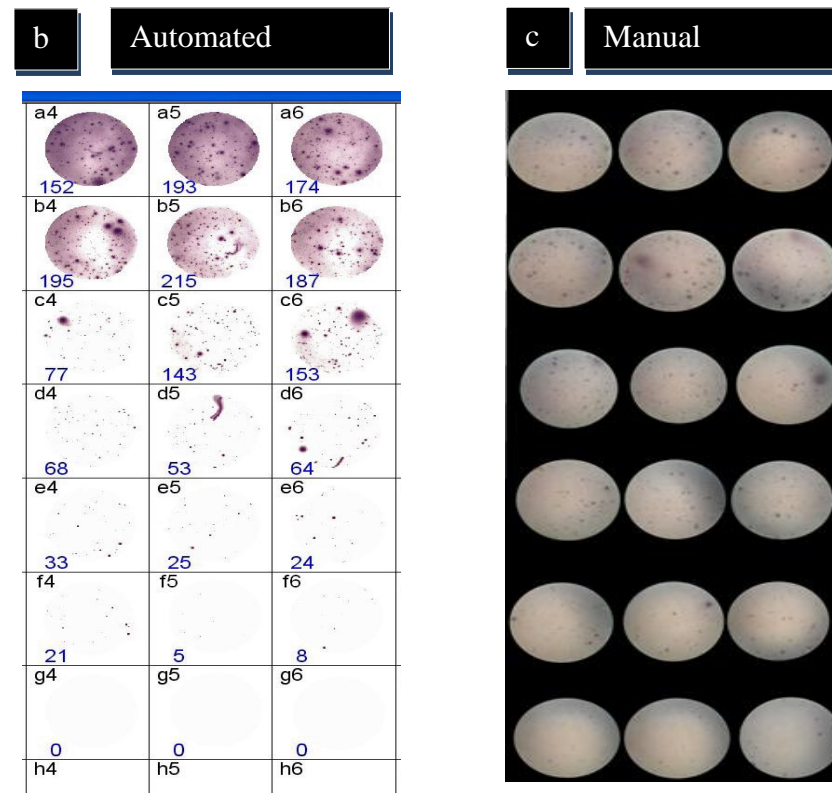 b Automated c Manual
a4 a5 a6
152 193 174
b4 b5 b6
195 215 187
c4 c5 c6
77 143 153
d4 d5 d6
68 53 64
e4 e5 e6
33 25 24
f4 f5 f6
21 5 8
g4 g5 g6
0 0 0
h4 h5 h6